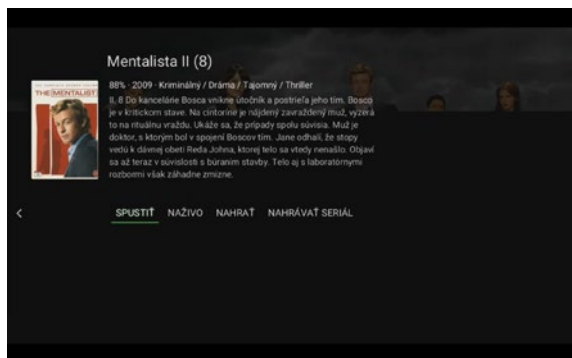 Mentalista II (8)
88% · 2009 · Kriminálny / Dráma / Tajomný / Thriller
II. 8 Do kancelárie Bosca vnikne útočník a postrieľa jeho tím. Bosco
je v kritickom stave. Na cintoríne je nájdený zavraždený muž, vyzerá
to na rituálnu vraždu. Ukáže sa, že prípady spolu súvisia. Muž je
doktor, s ktorým bol v spojení Boscov tím. Jane odhalí, že stopy
vedú k dávnej obeti Reda Johna, ktorej telo sa vtedy nenašlo. Objaví
sa až teraz v súvislosti s búraním stavby. Telo aj s laboratórnymi
rozbormi však záhadne zmizne.
THE MENTALIST
SPUSTIŤ NAŽIVO NAHRAŤ NAHRÁVAŤ SERIÁL